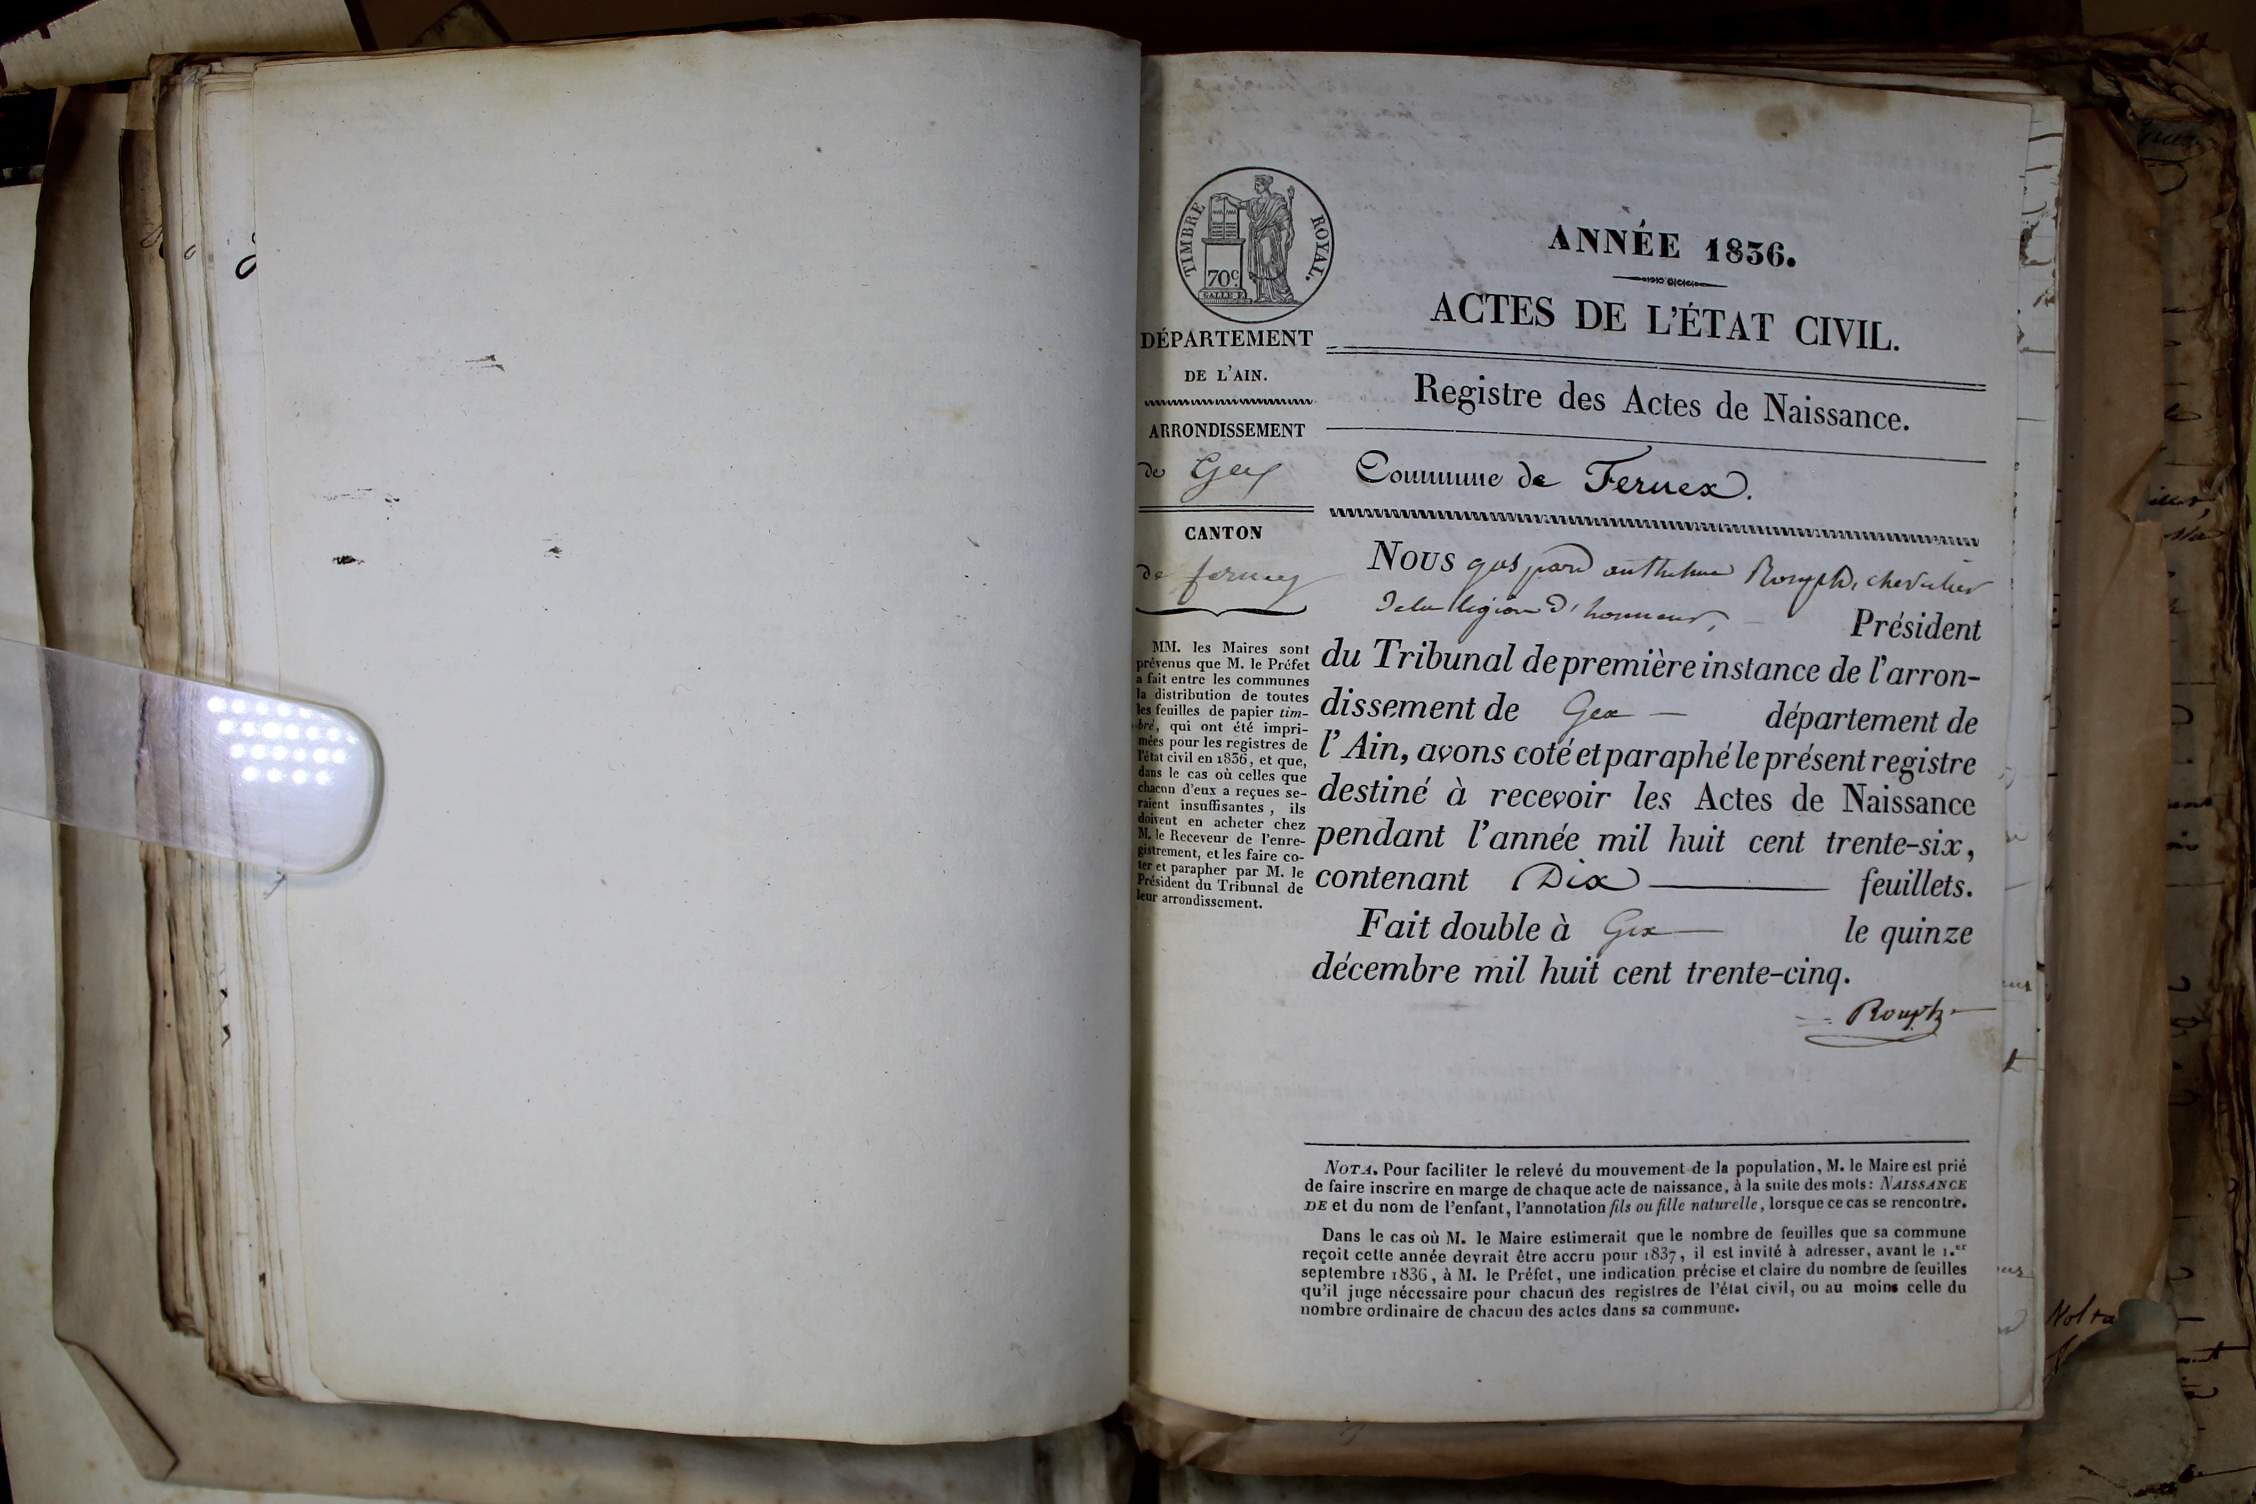 TIMBRE ROYAL.
70c.
DÉPARTEMENT
DE L'AIN.
ARRONDISSEMENT
de Gex
CANTON
de ferney
MM. les Maires sont
prévenus que M. le Préfet
a fait entre les communes
la distribution de toutes
les feuilles de papier tim-
bré, qui ont été impri-
mées pour les registres de
l'état civil en 1836, et que,
dans le cas où celles que
chacun d'eux a reçues se-
raient insuffisantes, ils
doivent en acheter chez
M. le Receveur de l'enre-
gistrement, et les faire co-
ter et parapher par M. le
Président du Tribunal de
leur arrondissement.
ANNÉE 1836.
ACTES DE L'ÉTAT CIVIL.
Registre des Actes de Naissance.
Commune de Fernex.
Nous gaspard anthelme chevalier
de la légion d'honneur, Président
du Tribunal de première instance de l'arron-
dissement de Gex — département de
l'Ain, avons coté et paraphé le présent registre
destiné à recevoir les Actes de Naissance
pendant l'année mil huit cent trente-six,
contenant Dix feuillets.
Fait double à Gex — le quinze
décembre mil huit cent trente-cinq.
NOTA. Pour faciliter le relevé du mouvement de la population, M. le Maire est prié
de faire inscrire en marge de chaque acte de naissance, à la suite des mots: NAISSANCE
DE et du nom de l'enfant, l'annotation fils ou fille naturelle, lorsque ce cas se rencontre.
Dans le cas où M. le Maire estimerait que le nombre de feuilles que sa commune
reçoit cette année devrait être accru pour 1837, il est invité à adresser, avant le 1.er
septembre 1836, à M. le Préfet, une indication précise et claire du nombre de feuilles
qu'il juge nécessaire pour chacun des registres de l'état civil, ou au moins celle du
nombre ordinaire de chacun des actes dans sa commune.